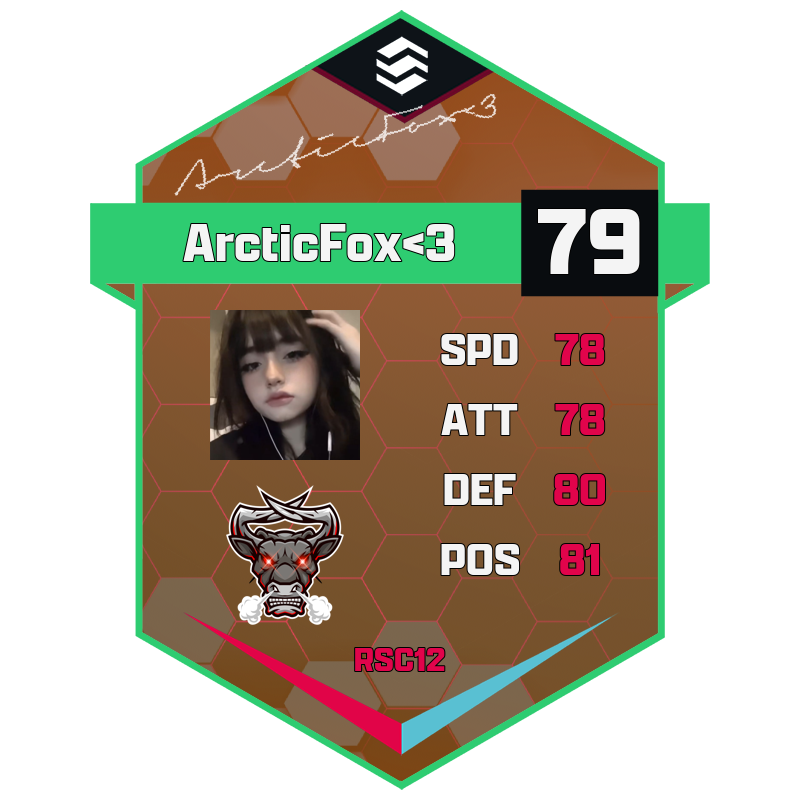 ArcticFox<3
ArcticFox<3 79
SPD 78
ATT 78
DEF 80
POS 81
RSC12